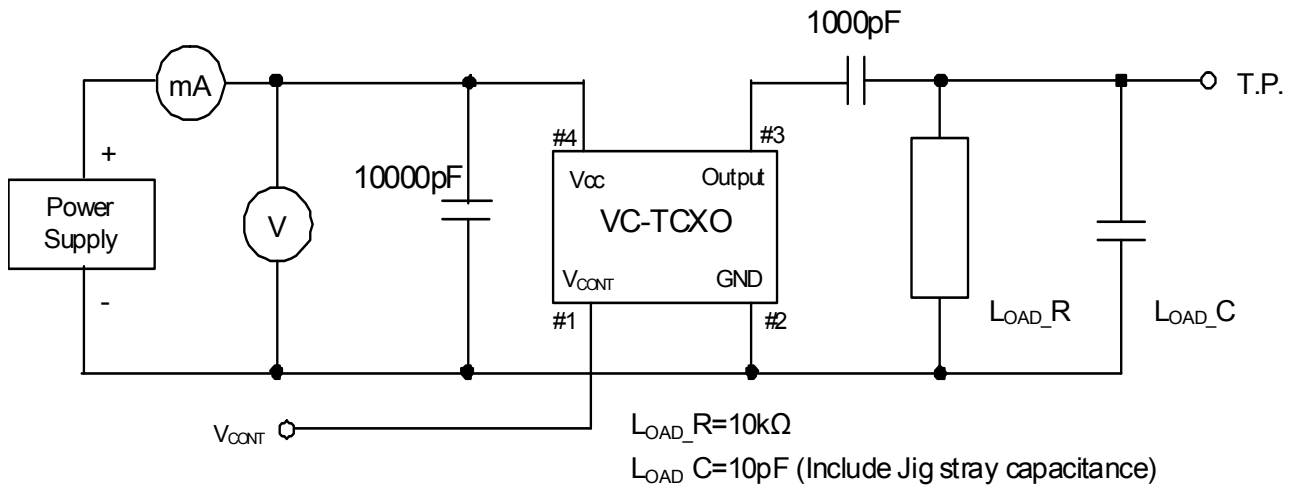 1000pF
mA
T.P.
#4
#3
+
10000pF
Vcc
Output
Power
Supply
V
VC-TCXO
VCONT
GND
-
#1
#2
LOAD_R
LOAD_C
VCONT
LOAD_R=10kΩ
LOAD C=10pF (Include Jig stray capacitance)